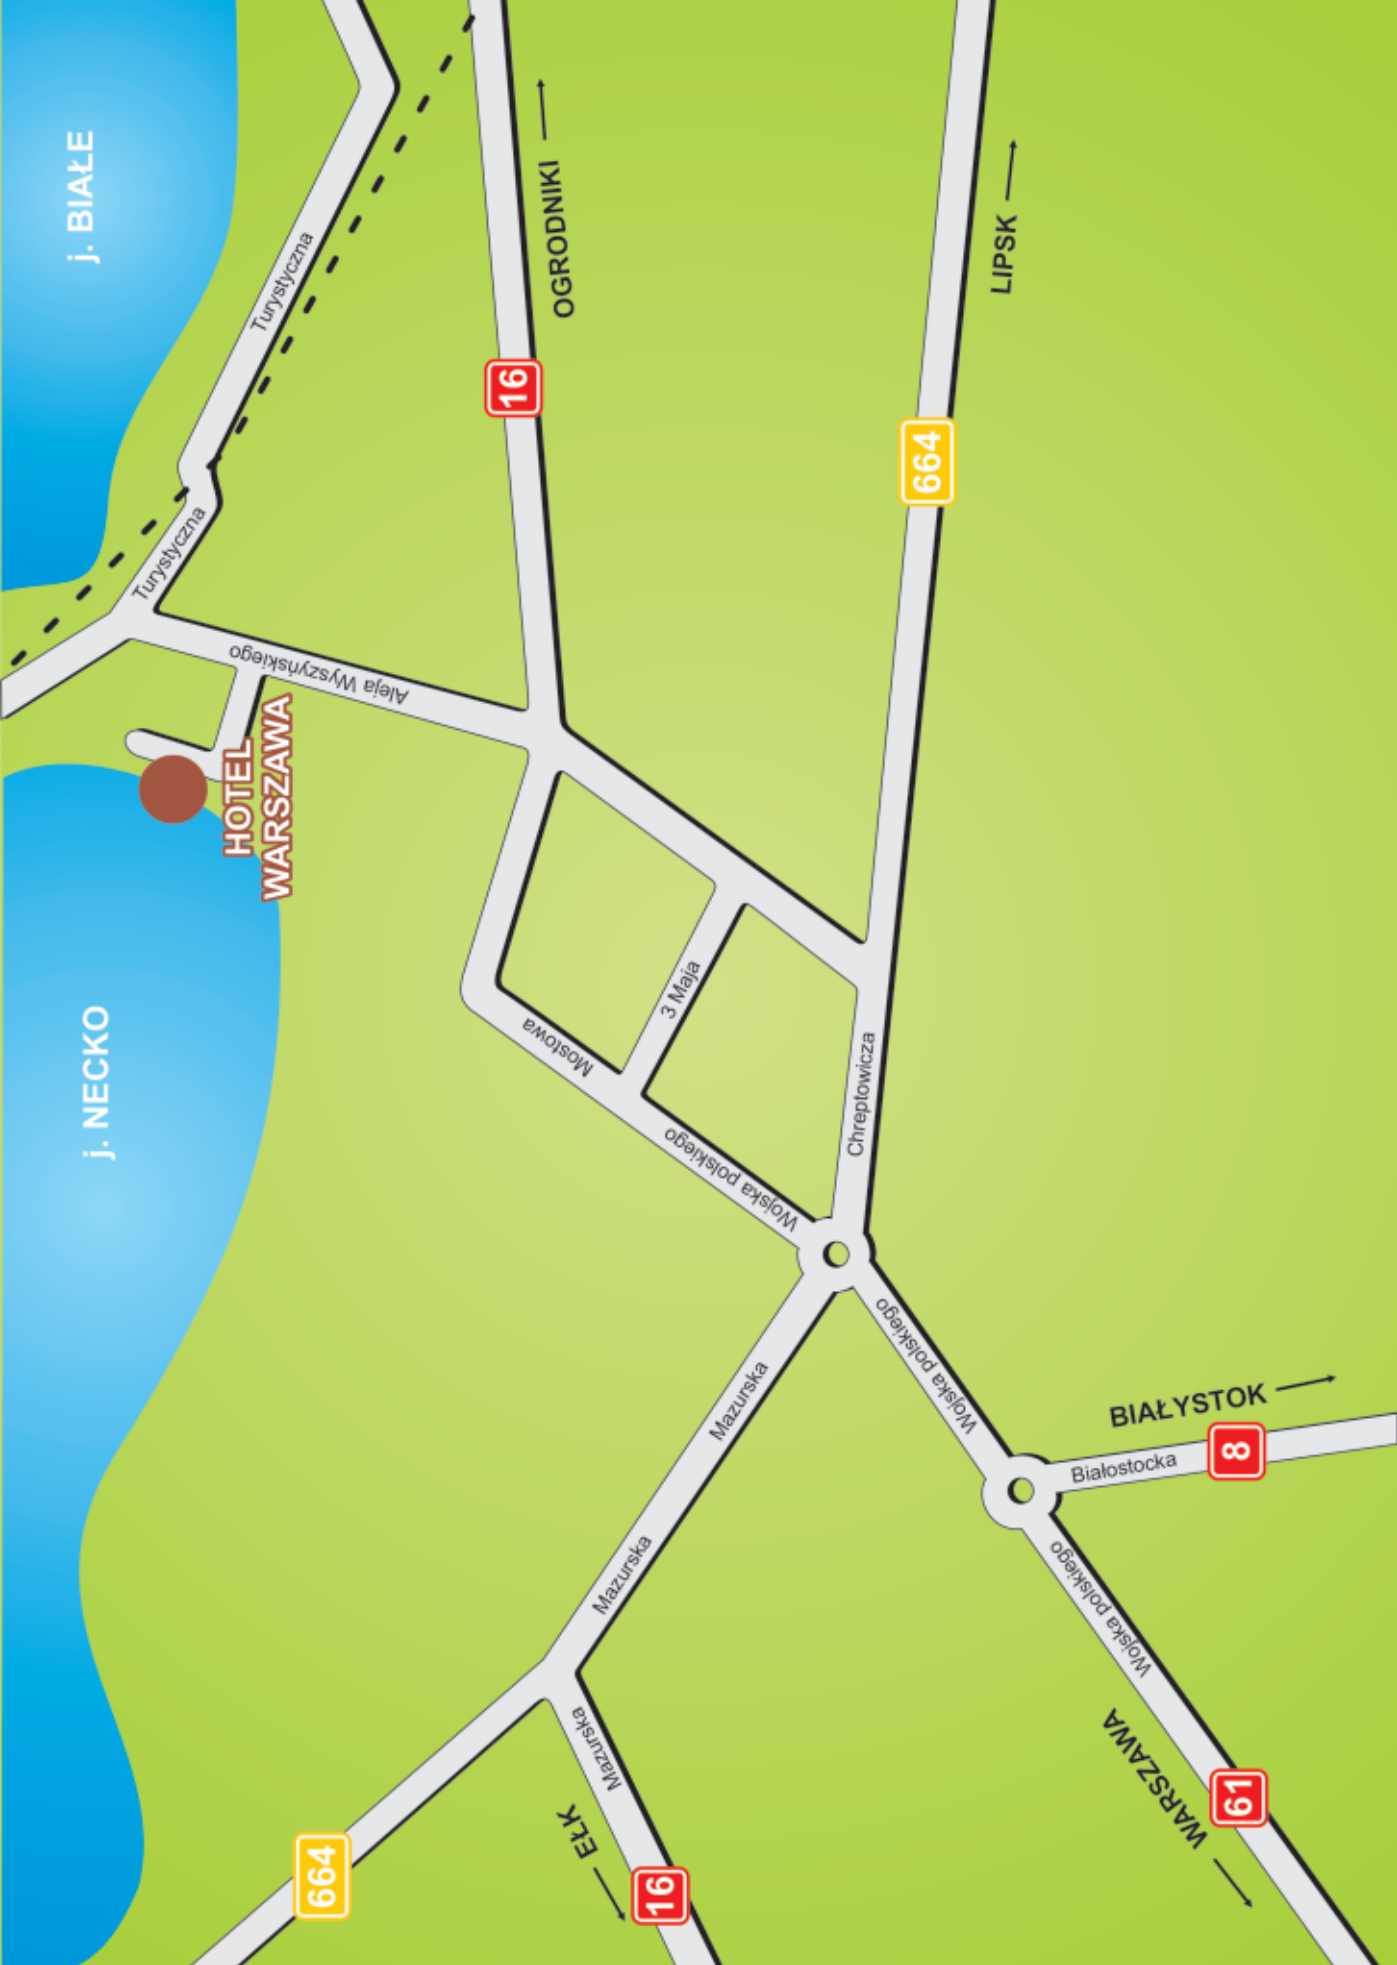 j. NECKO
j. BIAŁE
HOTEL
WARSZAWA
Turystyczna
Turystyczna
Aleja Wyszyńskiego
664
Mazurska
EŁK
16
Mazurska
Mazurska
Mostowa
3 Maja
Wojska polskiego
16
OGRODNIKI
Chreptowicza
664
LIPSK
Wojska polskiego
Białostocka
8
BIAŁYSTOK
Wojska polskiego
WARSZAWA
61